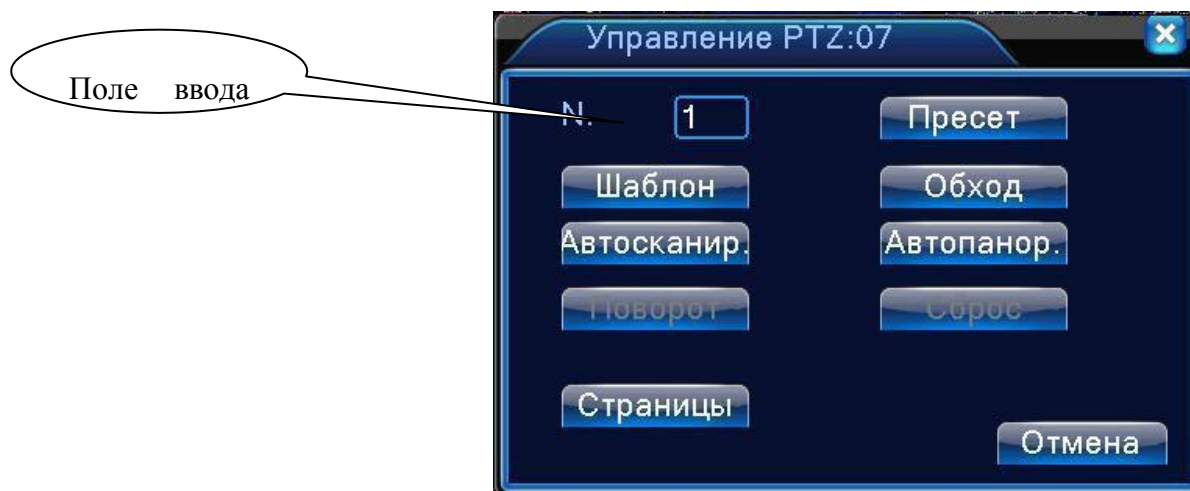 Управление PTZ:07
Поле ввода
N. 1 Пресет
Шаблон Обход
Автосканир. Автопанор.
Поворот Сброс
Страницы
Отмена